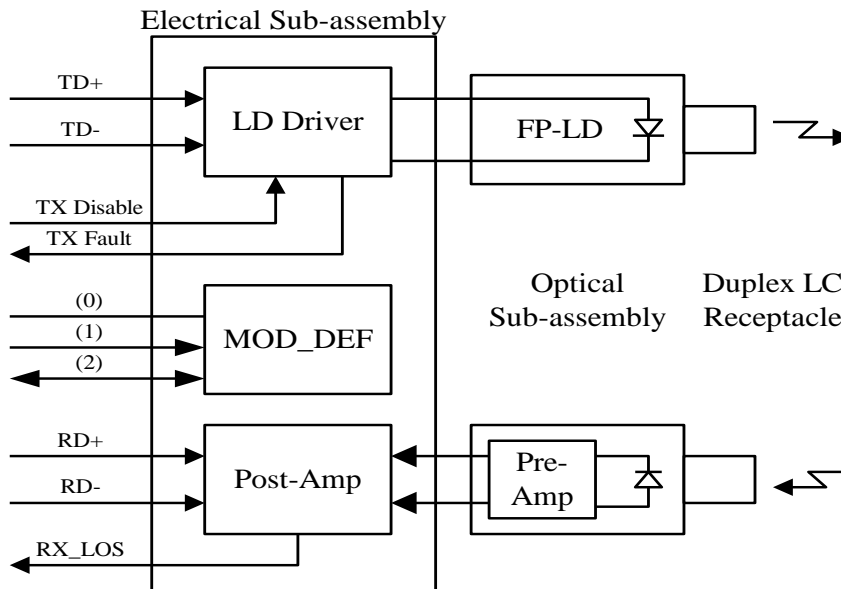 Electrical Sub-assembly
TD+
TD-
LD Driver
FP-LD
TX Disable
TX Fault
(0)
(1)
(2)
MOD_DEF
Optical
Sub-assembly
Duplex LC
Receptacle
RD+
RD-
Post-Amp
Pre-
Amp
RX_LOS